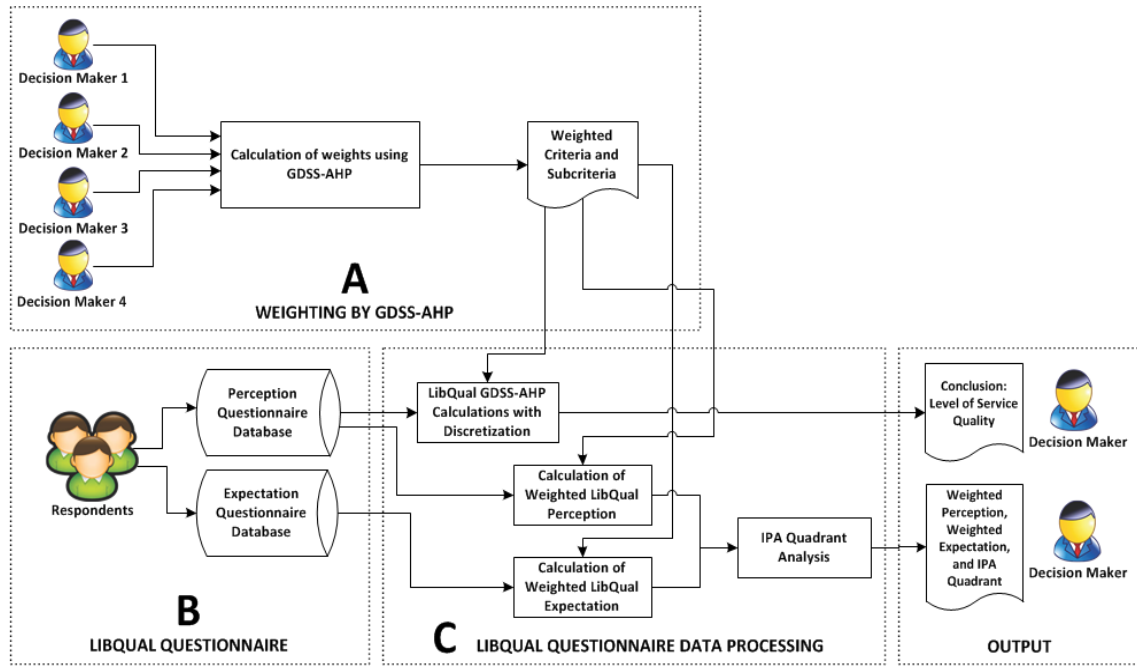 Decision Maker 1
Decision Maker 2
Decision Maker 3
Decision Maker 4
Calculation of weights using
GDSS-AHP
Weighted
Criteria and
Subcriteria
A
WEIGHTING BY GDSS-AHP
Respondents
Perception
Questionnaire
Database
Expectation
Questionnaire
Database
B
LIBQUAL QUESTIONNAIRE
LibQual GDSS-AHP
Calculations with
Discretization
Calculation of
Weighted LibQual
Perception
Calculation of
Weighted LibQual
Expectation
IPA Quadrant
Analysis
C
LIBQUAL QUESTIONNAIRE DATA PROCESSING
Conclusion:
Level of Service
Quality
Decision Maker
Weighted
Perception,
Weighted
Expectation,
and IPA
Quadrant
Decision Maker
OUTPUT